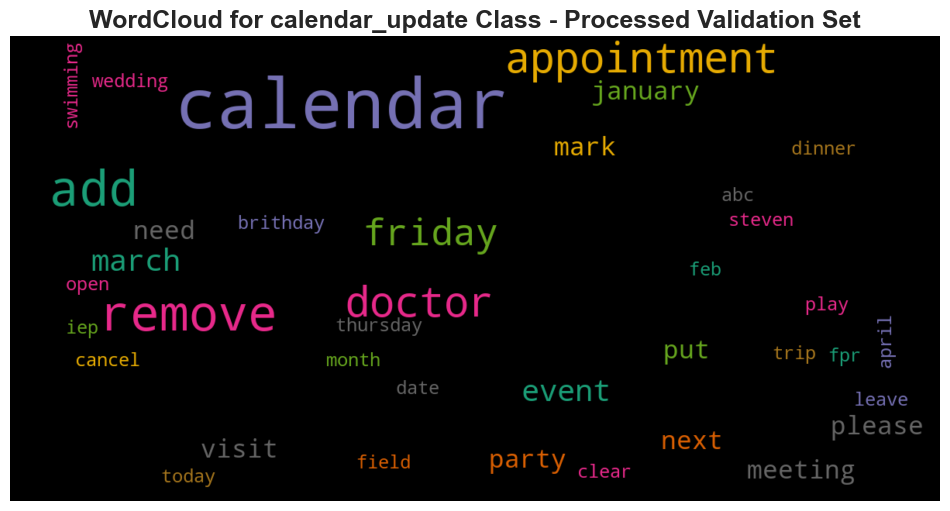 WordCloud for calendar_update Class - Processed Validation Set
swimming
wedding
calendar
appointment
january
mark
dinner
add
abc
steven
need
brithday
friday
march
feb
open
remove
doctor
play
iep
thursday
april
cancel
month
put
trip
fpr
date
event
leave
please
visit
next
field
party
clear
meeting
today